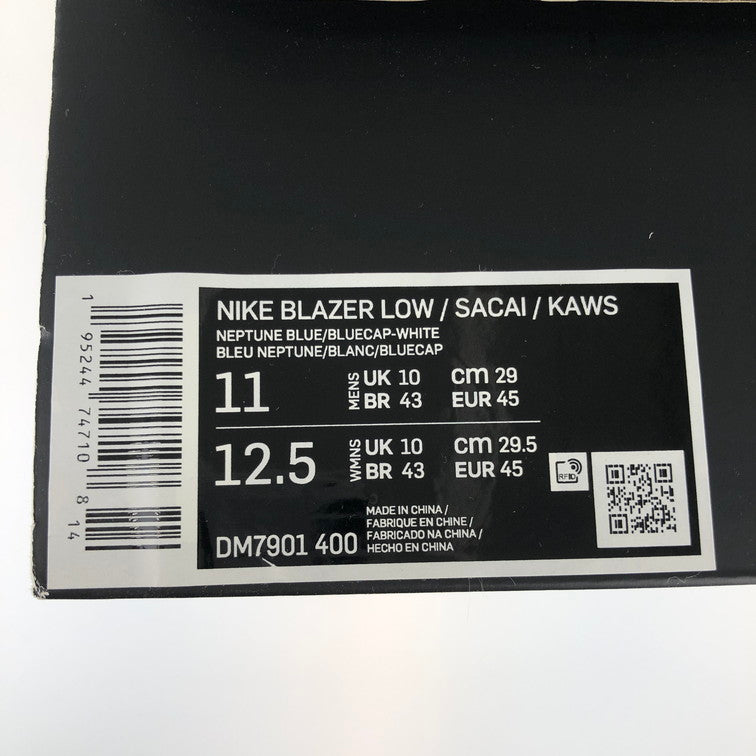 1 95244 74710 8 14
NIKE BLAZER LOW / SACAI / KAWS
NEPTUNE BLUE/BLUECAP-WHITE
BLEU NEPTUNE/BLANC/BLUECAP
11 MENS UK 10 cm 29
BR 43 EUR 45
12.5 WMNS UK 10 cm 29.5
BR 43 EUR 45
RFID
DM7901 400
MADE IN CHINA /
FABRIQUE EN CHINE /
FABRICADO NA CHINA /
HECHO EN CHINA